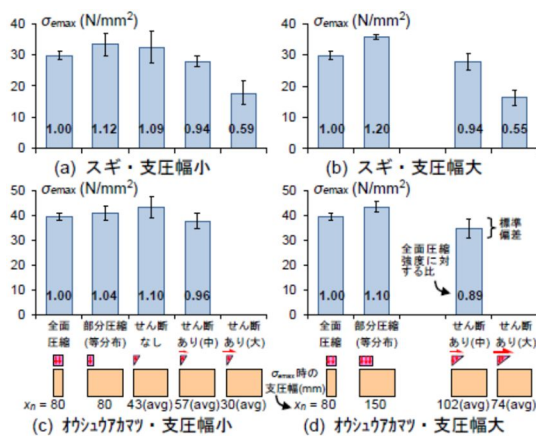 σemax (N/mm²)
40
30
20
10
0
1.00 1.12 1.09 0.94 0.59
(a) スギ・支圧幅小
σemax (N/mm²)
40
30
20
10
0
1.00 1.20 0.94 0.55
(b) スギ・支圧幅大
σemax (N/mm²)
50
40
30
20
10
0
1.00 1.04 1.10 0.96
全面圧縮 部分圧縮(等分布) せん断なし せん断あり(中) せん断あり(大)
xn = 80 80 43(avg) 57(avg) 30(avg)
(c) オウシュウアカマツ・支圧幅小
σemax (N/mm²)
50
40
30
20
10
0
標準偏差
全面圧縮強度に対する比
1.00 1.10 0.89
全面圧縮 部分圧縮(等分布) せん断あり(中) せん断あり(大)
σemax 時の支圧幅(mm)
xn = 80 150 102(avg) 74(avg)
(d) オウシュウアカマツ・支圧幅大